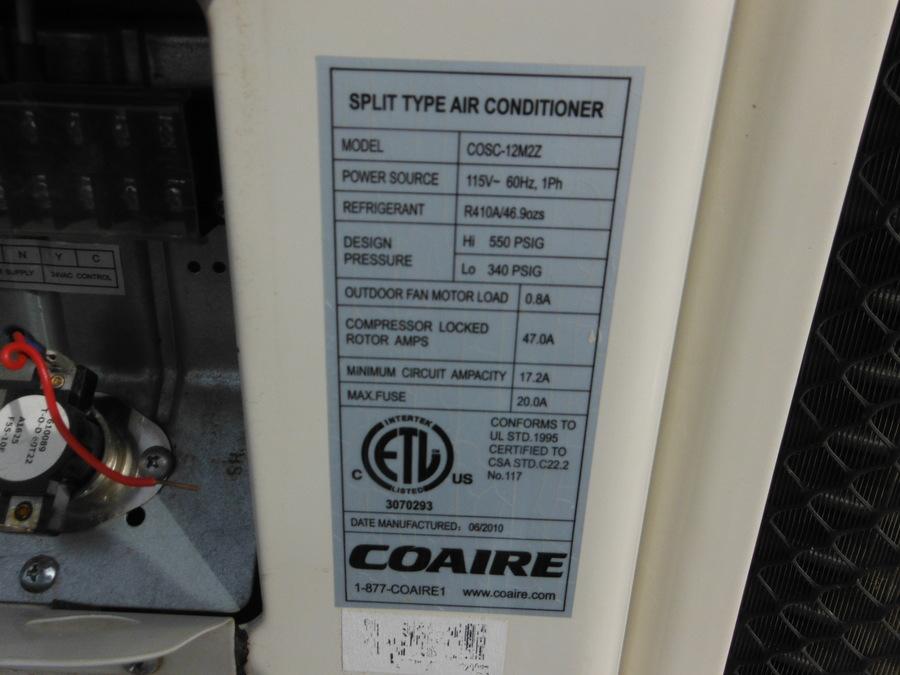 SPLIT TYPE AIR CONDITIONER
MODEL COSC-12M2Z
POWER SOURCE 115V~ 60Hz, 1Ph
REFRIGERANT R410A/46.9ozs
DESIGN PRESSURE Hi 550 PSIG
Lo 340 PSIG
OUTDOOR FAN MOTOR LOAD 0.8A
COMPRESSOR LOCKED ROTOR AMPS 47.0A
MINIMUM CIRCUIT AMPACITY 17.2A
MAX.FUSE 20.0A
INTERTEK
ETL
C US
LISTED
3070293
CONFORMS TO
UL STD.1995
CERTIFIED TO
CSA STD.C22.2
No.117
DATE MANUFACTURED: 06/2010
COAIRE
1-877-COAIRE1 www.coaire.com
N Y C
SUPPLY 24VAC CONTROL
610089
A1625